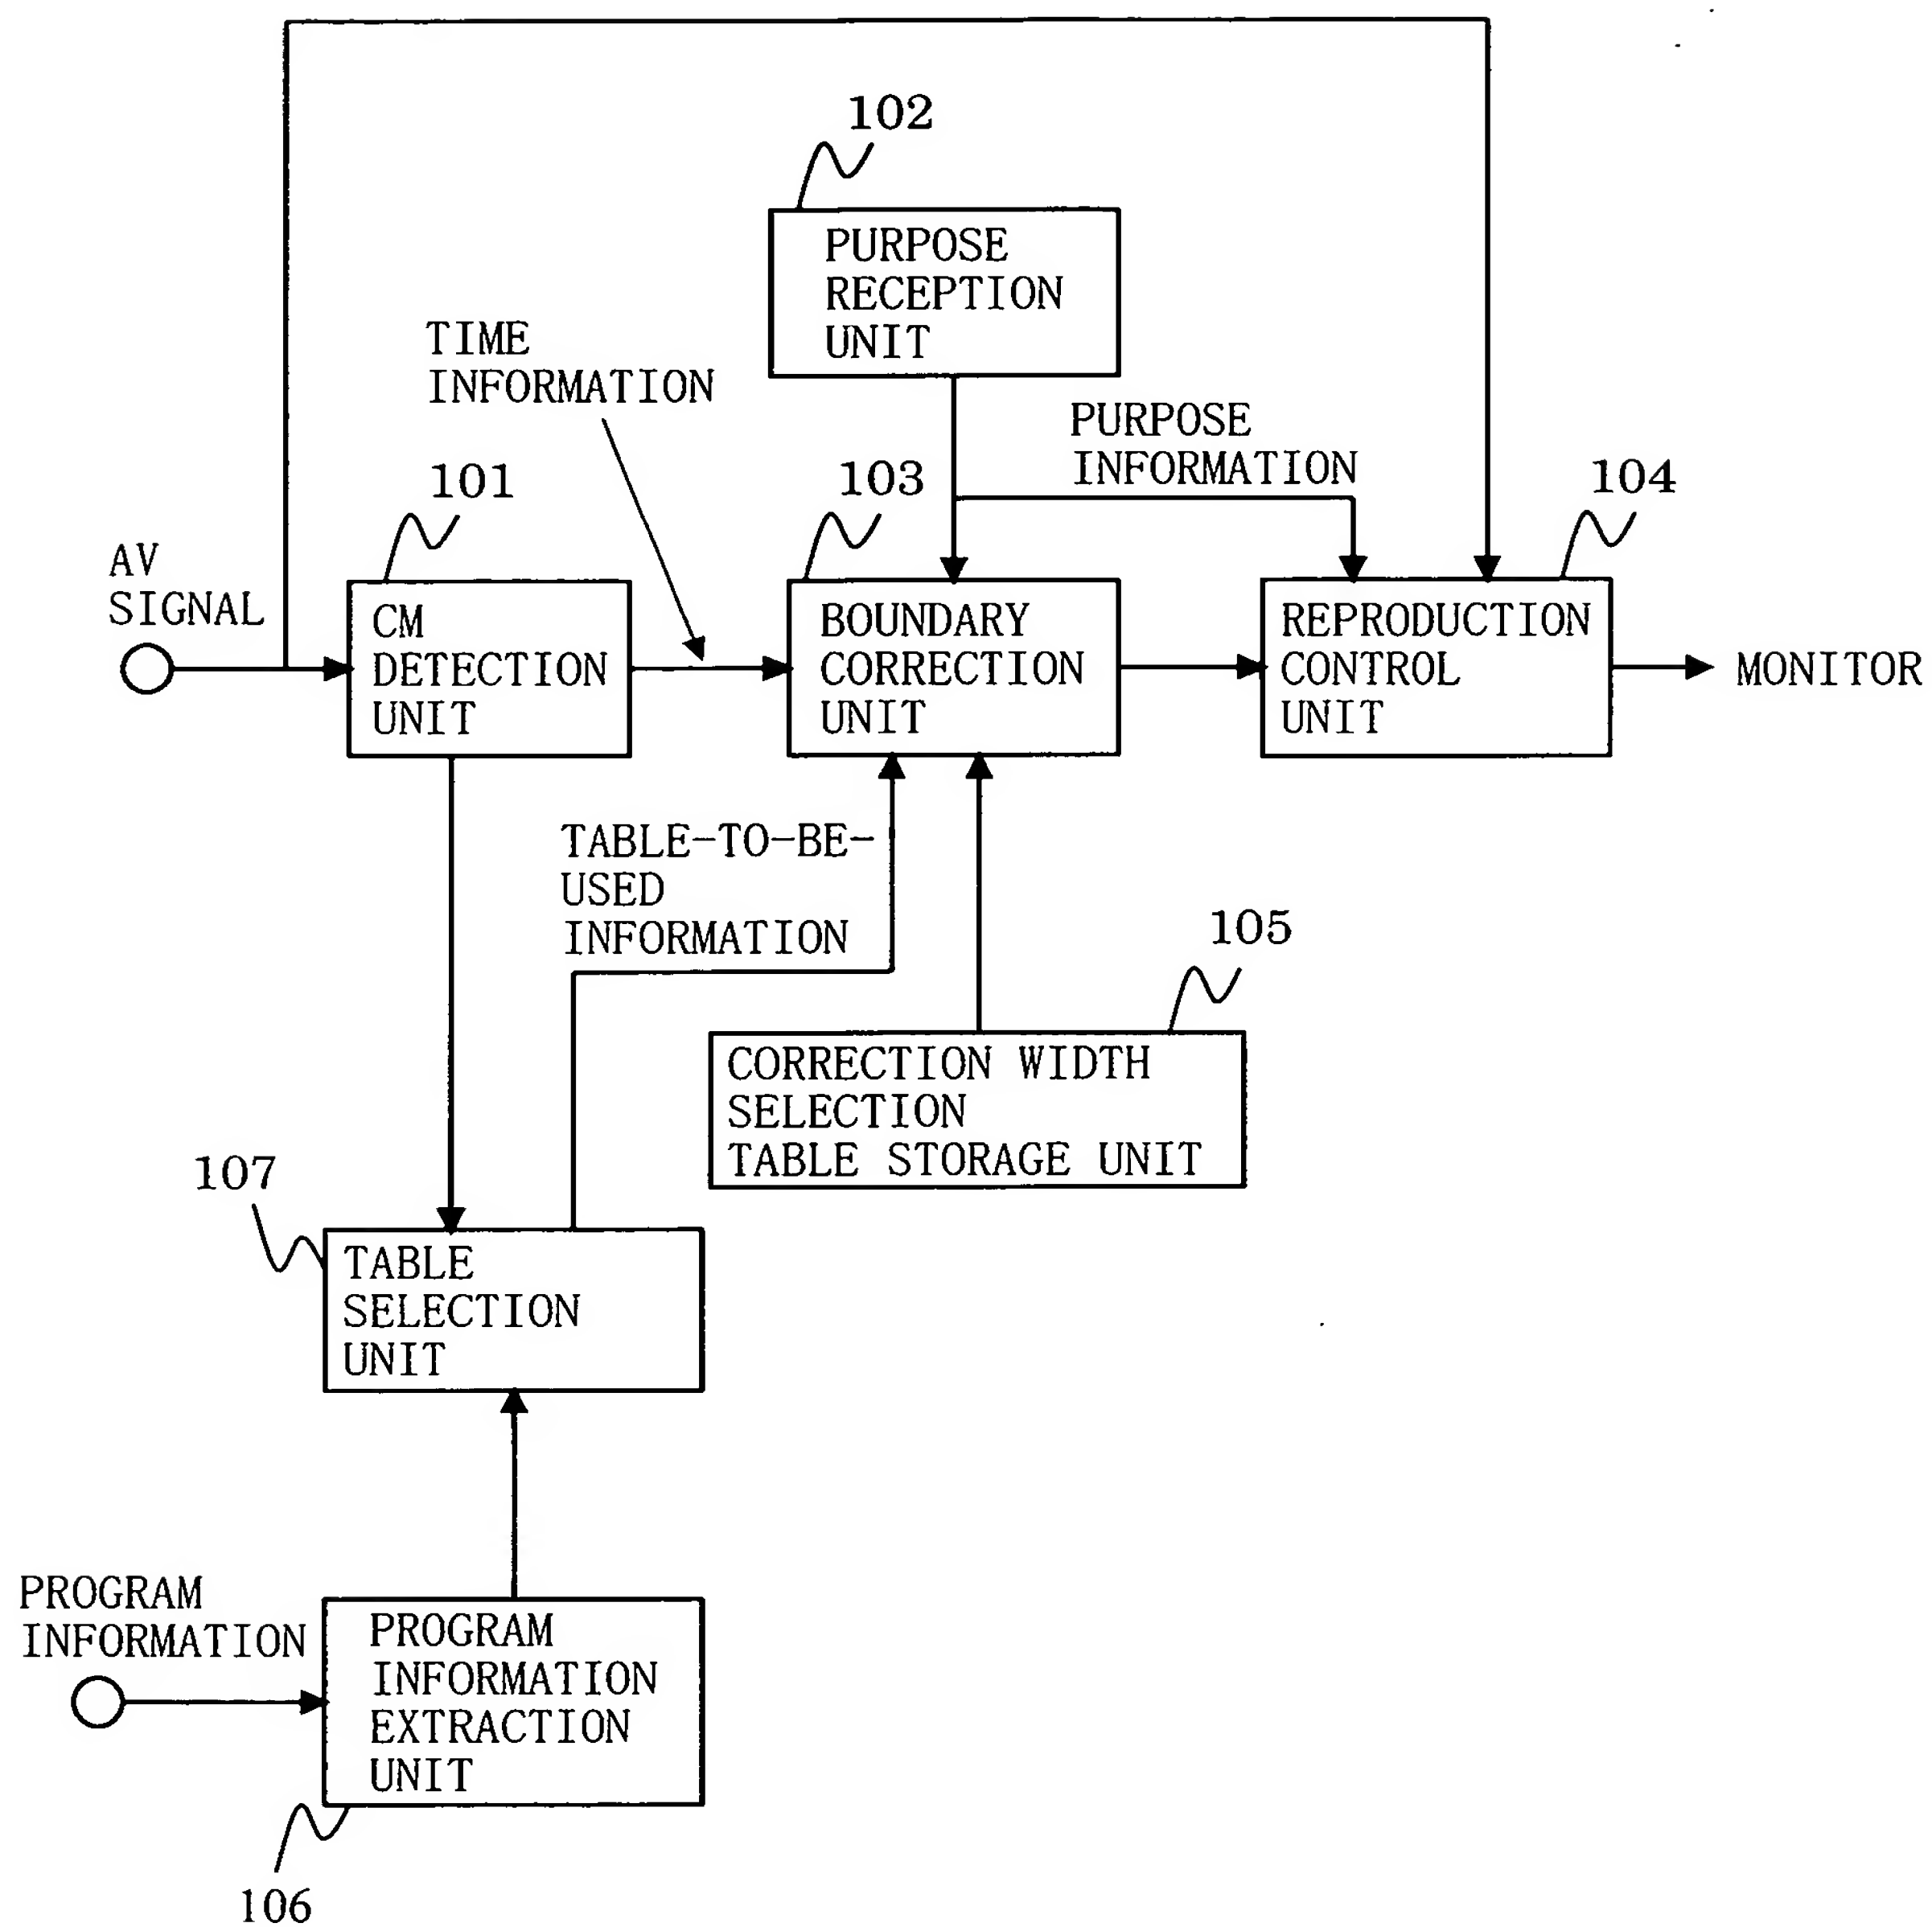 102
PURPOSE
RECEPTION
UNIT
TIME
INFORMATION
PURPOSE
INFORMATION
101
103
104
AV
SIGNAL
CM
DETECTION
UNIT
BOUNDARY
CORRECTION
UNIT
REPRODUCTION
CONTROL
UNIT
MONITOR
TABLE-TO-BE-
USED
INFORMATION
105
CORRECTION WIDTH
SELECTION
TABLE STORAGE UNIT
107
TABLE
SELECTION
UNIT
PROGRAM
INFORMATION
PROGRAM
INFORMATION
EXTRACTION
UNIT
106